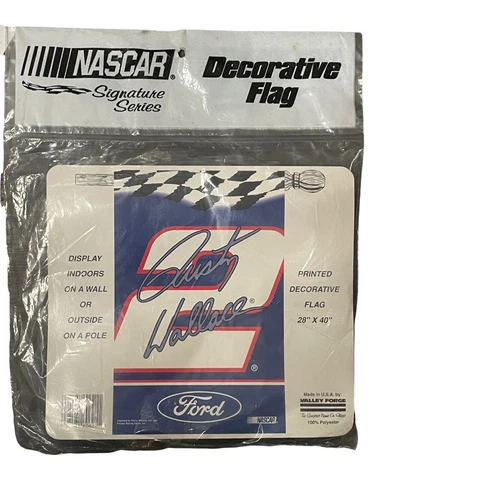 NASCAR®
Signature
Series
Decorative
Flag
DISPLAY
INDOORS
ON A WALL
OR
OUTSIDE
ON A POLE
2
Rusty
Wallace®
®
Ford
NASCAR
PRINTED
DECORATIVE
FLAG
28" X 40"
Made in U.S.A. by:
VALLEY FORGE
100% Polyester